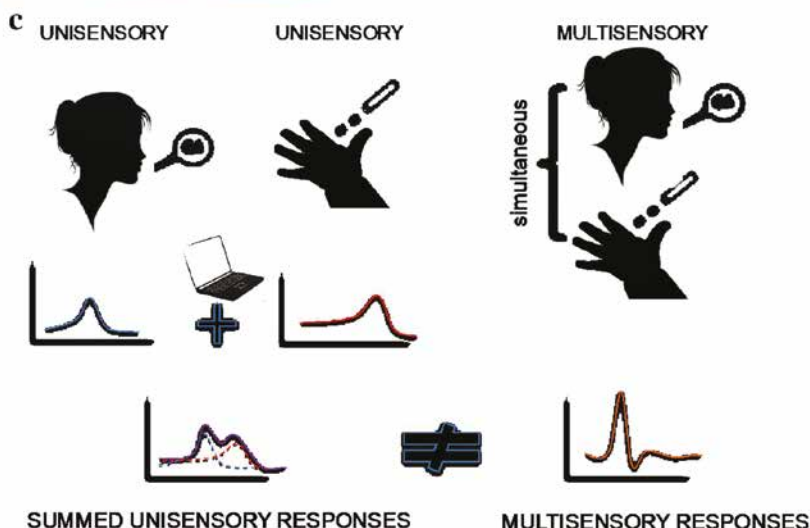 c
UNISENSORY
UNISENSORY
MULTISENSORY
simultaneous
SUMMED UNISENSORY RESPONSES
MULTISENSORY RESPONSES